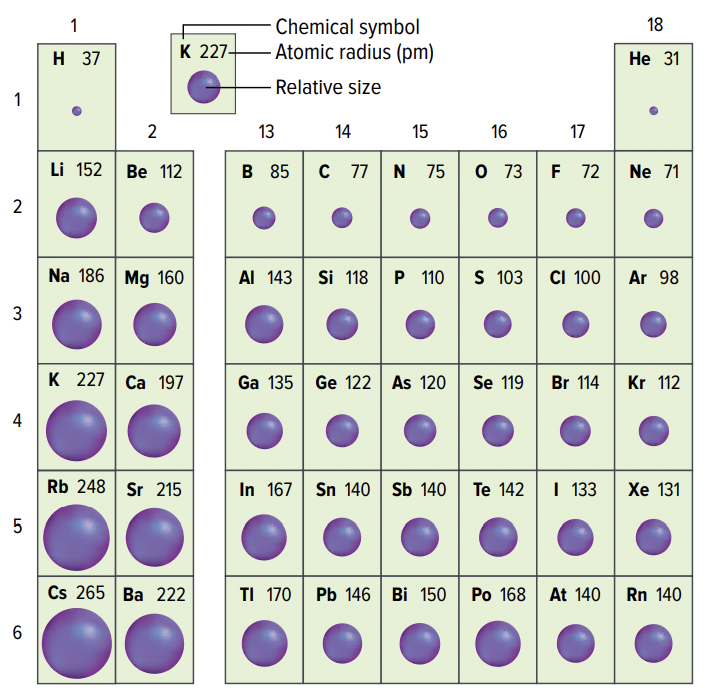 1
18
Chemical symbol
K 227
Atomic radius (pm)
Relative size
H 37
He 31
1
2
13
14
15
16
17
Li 152
Be 112
B 85
C 77
N 75
O 73
F 72
Ne 71
2
Na 186
Mg 160
Al 143
Si 118
P 110
S 103
Cl 100
Ar 98
3
K 227
Ca 197
Ga 135
Ge 122
As 120
Se 119
Br 114
Kr 112
4
Rb 248
Sr 215
In 167
Sn 140
Sb 140
Te 142
I 133
Xe 131
5
Cs 265
Ba 222
Tl 170
Pb 146
Bi 150
Po 168
At 140
Rn 140
6